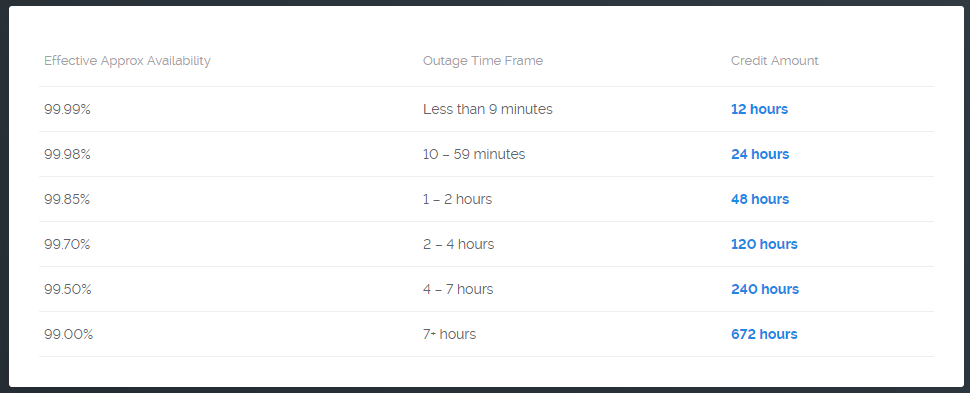 Effective Approx Availability Outage Time Frame Credit Amount
99.99% Less than 9 minutes 12 hours
99.98% 10 – 59 minutes 24 hours
99.85% 1 – 2 hours 48 hours
99.70% 2 – 4 hours 120 hours
99.50% 4 – 7 hours 240 hours
99.00% 7+ hours 672 hours